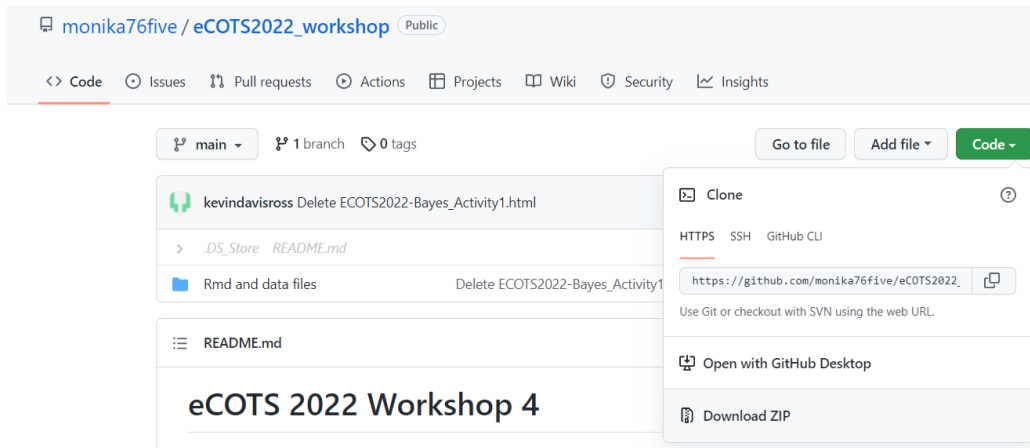 monika76five / eCOTS2022_workshop Public
<> Code Issues Pull requests Actions Projects Wiki Security Insights
main 1 branch 0 tags Go to file Add file Code
kevindavisross Delete ECOTS2022-Bayes_Activity1.html
.DS_Store README.md
Rmd and data files Delete ECOTS2022-Bayes_Activity1
README.md
eCOTS 2022 Workshop 4
Clone
HTTPS SSH GitHub CLI
https://github.com/monika76five/eCOTS2022_
Use Git or checkout with SVN using the web URL.
Open with GitHub Desktop
Download ZIP